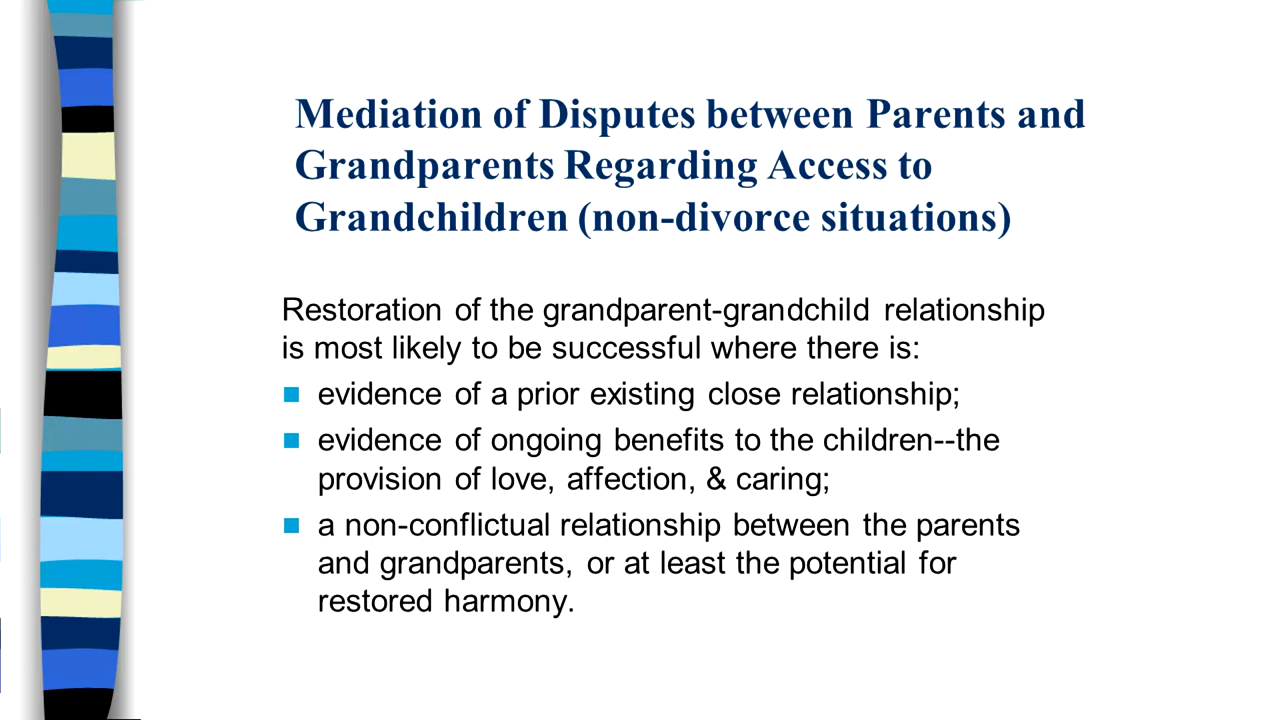 Mediation of Disputes between Parents and
Grandparents Regarding Access to
Grandchildren (non-divorce situations)
Restoration of the grandparent-grandchild relationship
is most likely to be successful where there is:
evidence of a prior existing close relationship;
evidence of ongoing benefits to the children--the
provision of love, affection, & caring;
a non-conflictual relationship between the parents
and grandparents, or at least the potential for
restored harmony.